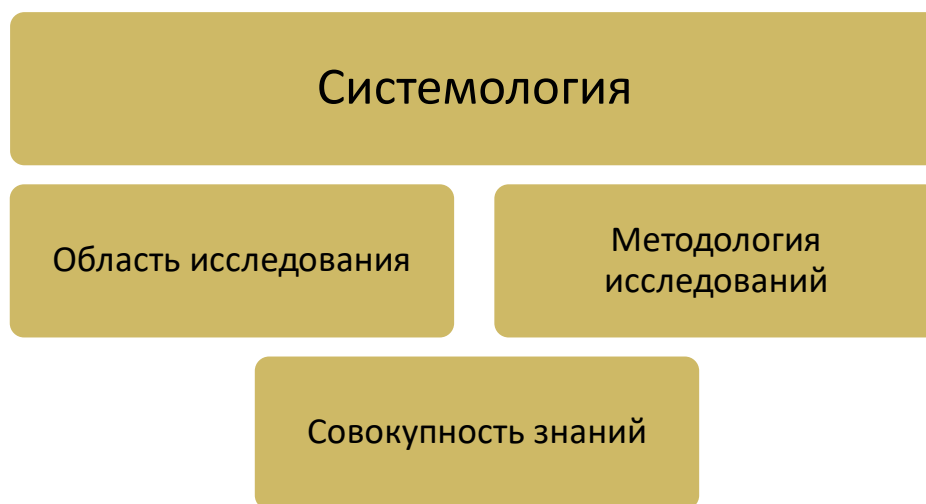 Системология
Область исследования
Методология
исследований
Совокупность знаний